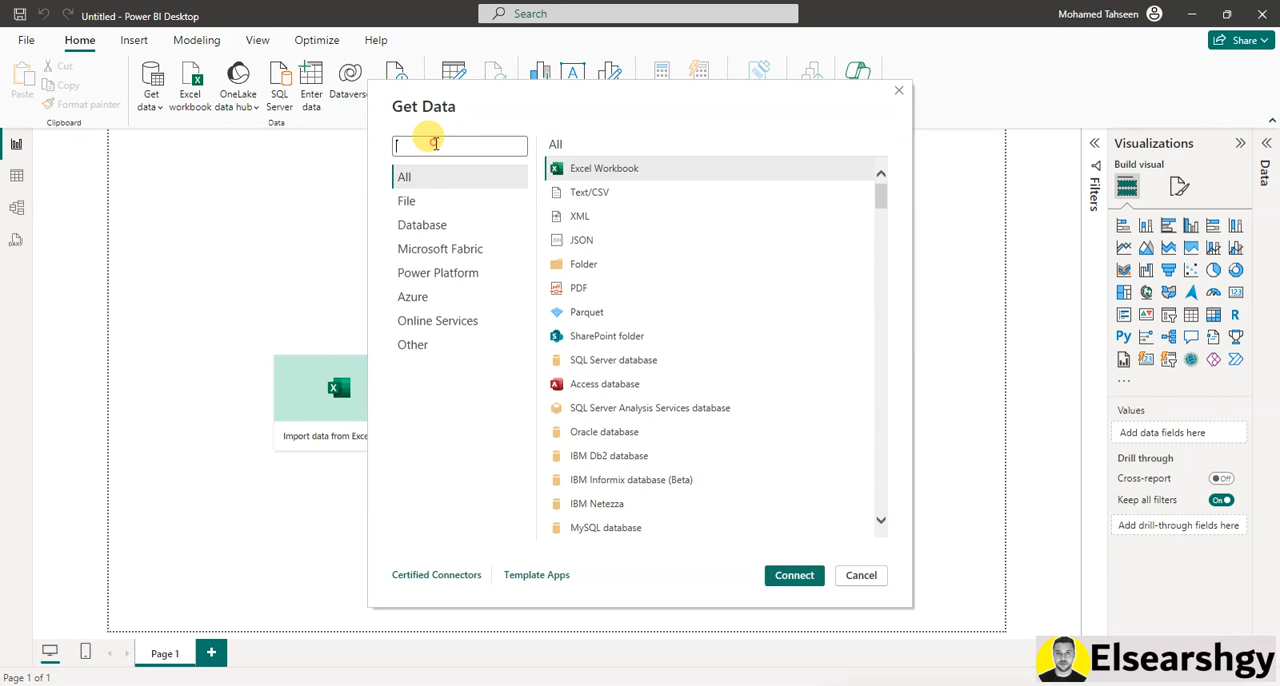 Untitled - Power BI Desktop
Search
Mohamed Tahseen
File
Home
Insert
Modeling
View
Optimize
Help
Share
Paste
Cut
Copy
Format painter
Clipboard
Get data
Excel workbook
OneLake data hub
SQL Server
Enter data
Dataverse
Data
Get Data
All
File
Database
Microsoft Fabric
Power Platform
Azure
Online Services
Other
All
Excel Workbook
Text/CSV
XML
JSON
Folder
PDF
Parquet
SharePoint folder
SQL Server database
Access database
SQL Server Analysis Services database
Oracle database
IBM Db2 database
IBM Informix database (Beta)
IBM Netezza
MySQL database
Certified Connectors
Template Apps
Connect
Cancel
Import data from Exce
Filters
Visualizations
Build visual
Data
Values
Add data fields here
Drill through
Cross-report
Off
Keep all filters
On
Add drill-through fields here
Page 1
Page 1 of 1
Elsearshgy